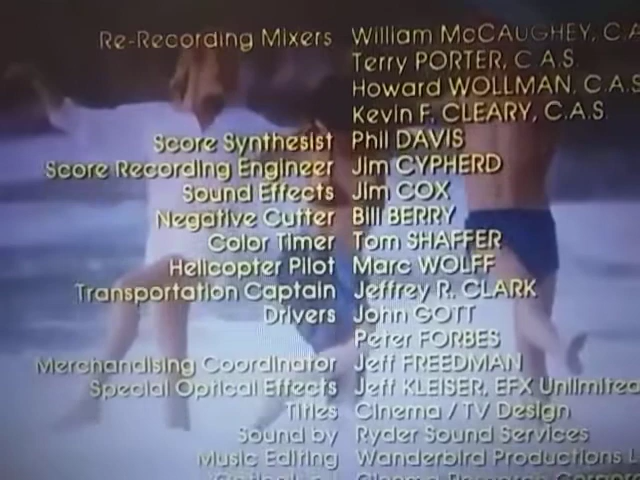 Re-Recording Mixers William McCAUGHEY, C.A
Terry PORTER, C.A.S.
Howard WOLLMAN, C.A.S
Kevin F. CLEARY, C.A.S.
Score Synthesist Phil DAVIS
Score Recording Engineer Jim CYPHERD
Sound Effects Jim COX
Negative Cutter Bill BERRY
Color Timer Tom SHAFFER
Helicopter Pilot Marc WOLFF
Transportation Captain Jeffrey R. CLARK
Drivers John GOTT
Peter FORBES
Merchandising Coordinator Jeff FREEDMAN
Special Optical Effects Jeff KLEISER, EFX Unlimited
Titles Cinema / TV Design
Sound by Ryder Sound Services
Music Editing Wanderbird Productions